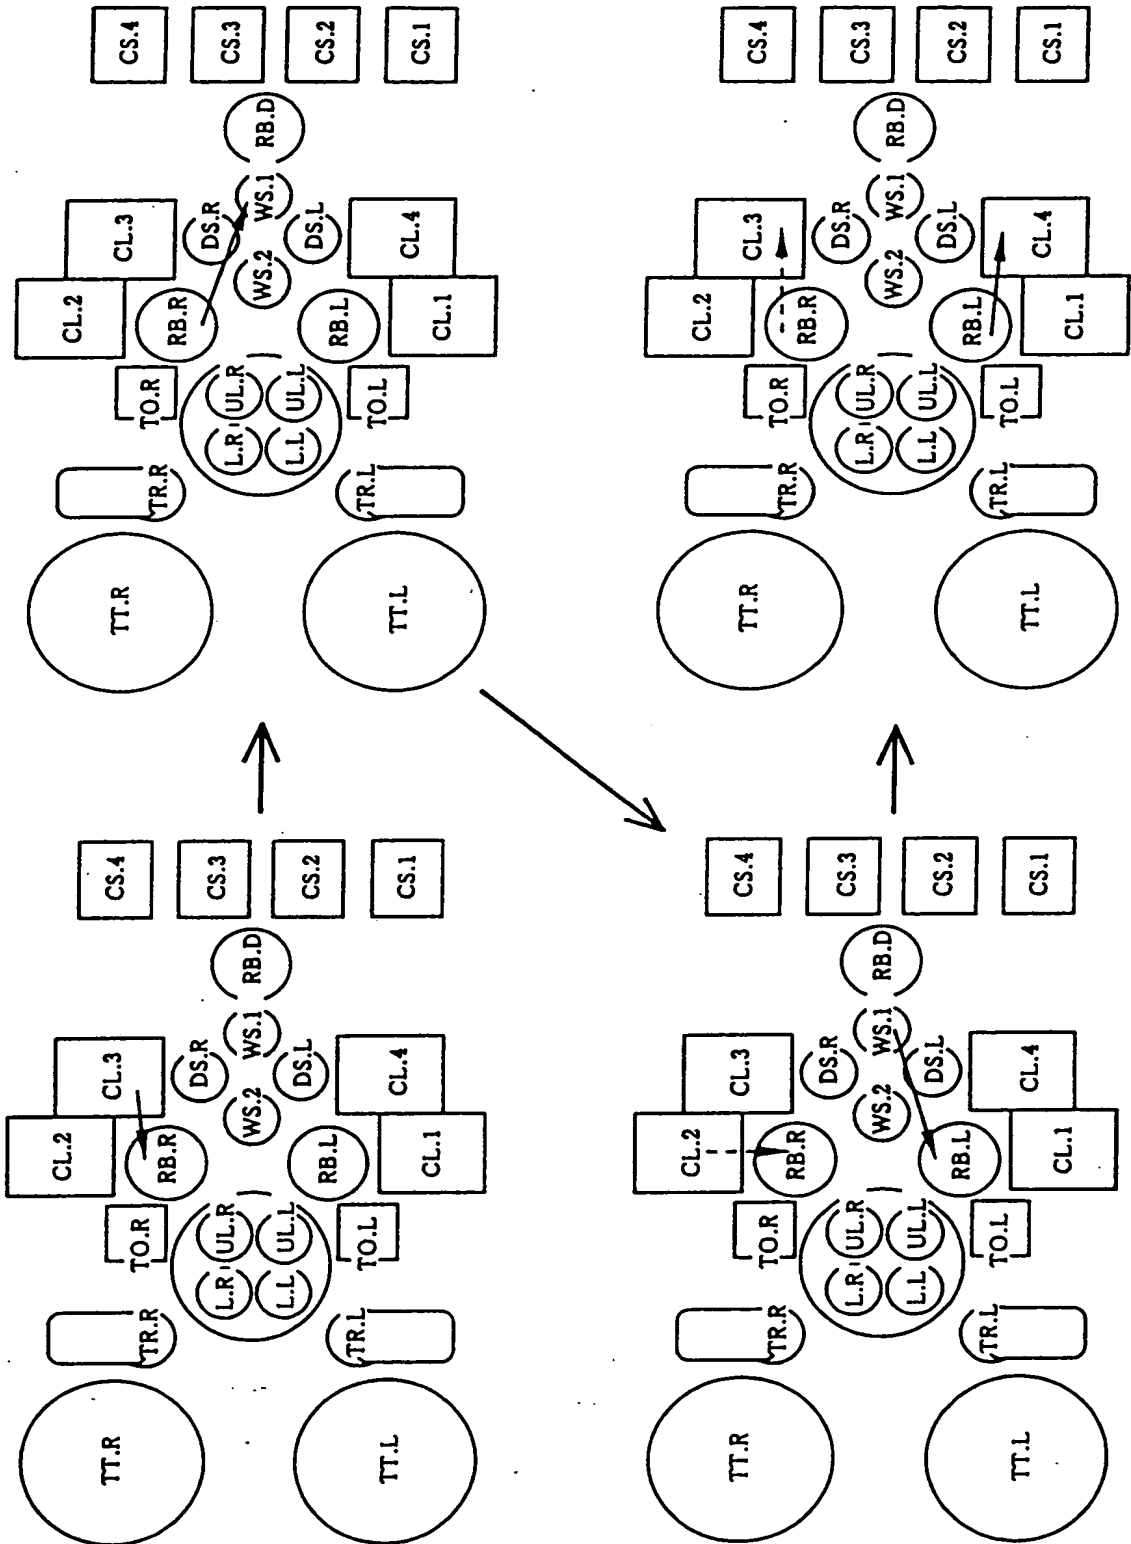 TT.L
TT.R
TR.L
TR.R
L.L
L.R
TO.L
UL.L
UL.R
TO.R
CL.1
RB.L
RB.R
CL.2
WS.2
CL.4
DS.L
DS.R
CL.3
WS.1
RB.D
CS.1
CS.2
CS.3
CS.4
TT.L
TT.R
TR.L
TR.R
L.L
L.R
TO.L
UL.L
UL.R
TO.R
CL.1
RB.L
RB.R
CL.2
WS.2
CL.4
DS.L
DS.R
CL.3
WS.1
RB.D
CS.1
CS.2
CS.3
CS.4
TT.L
TT.R
TR.L
TR.R
L.L
L.R
TO.L
UL.L
UL.R
TO.R
CL.1
RB.L
RB.R
CL.2
WS.2
CL.4
DS.L
DS.R
CL.3
WS.1
RB.D
CS.1
CS.2
CS.3
CS.4
TT.L
TT.R
TR.L
TR.R
L.L
L.R
TO.L
UL.L
UL.R
TO.R
CL.1
RB.L
RB.R
CL.2
WS.2
CL.4
DS.L
DS.R
CL.3
WS.1
RB.D
CS.1
CS.2
CS.3
CS.4